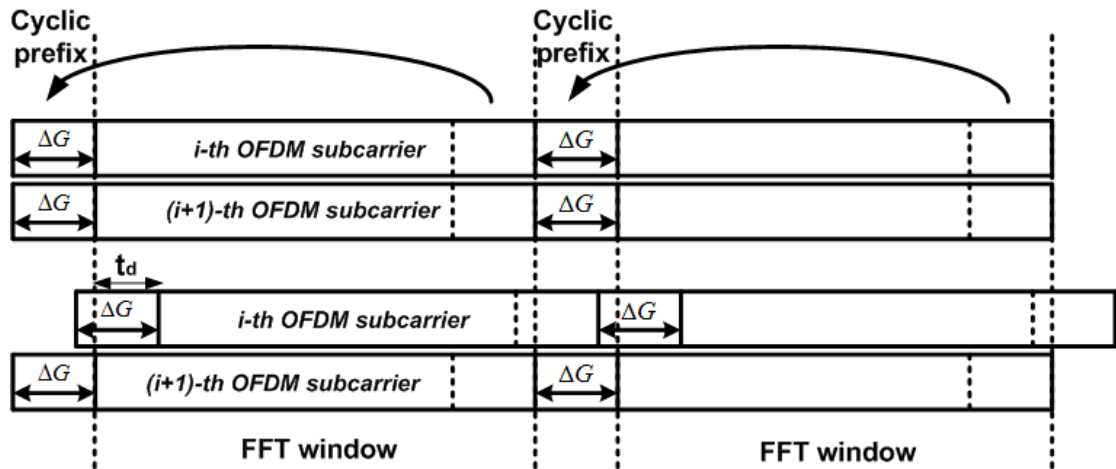 Cyclic
prefix
Cyclic
prefix
ΔG
i-th OFDM subcarrier
ΔG
ΔG
(i+1)-th OFDM subcarrier
ΔG
td
ΔG
i-th OFDM subcarrier
ΔG
ΔG
(i+1)-th OFDM subcarrier
ΔG
FFT window
FFT window